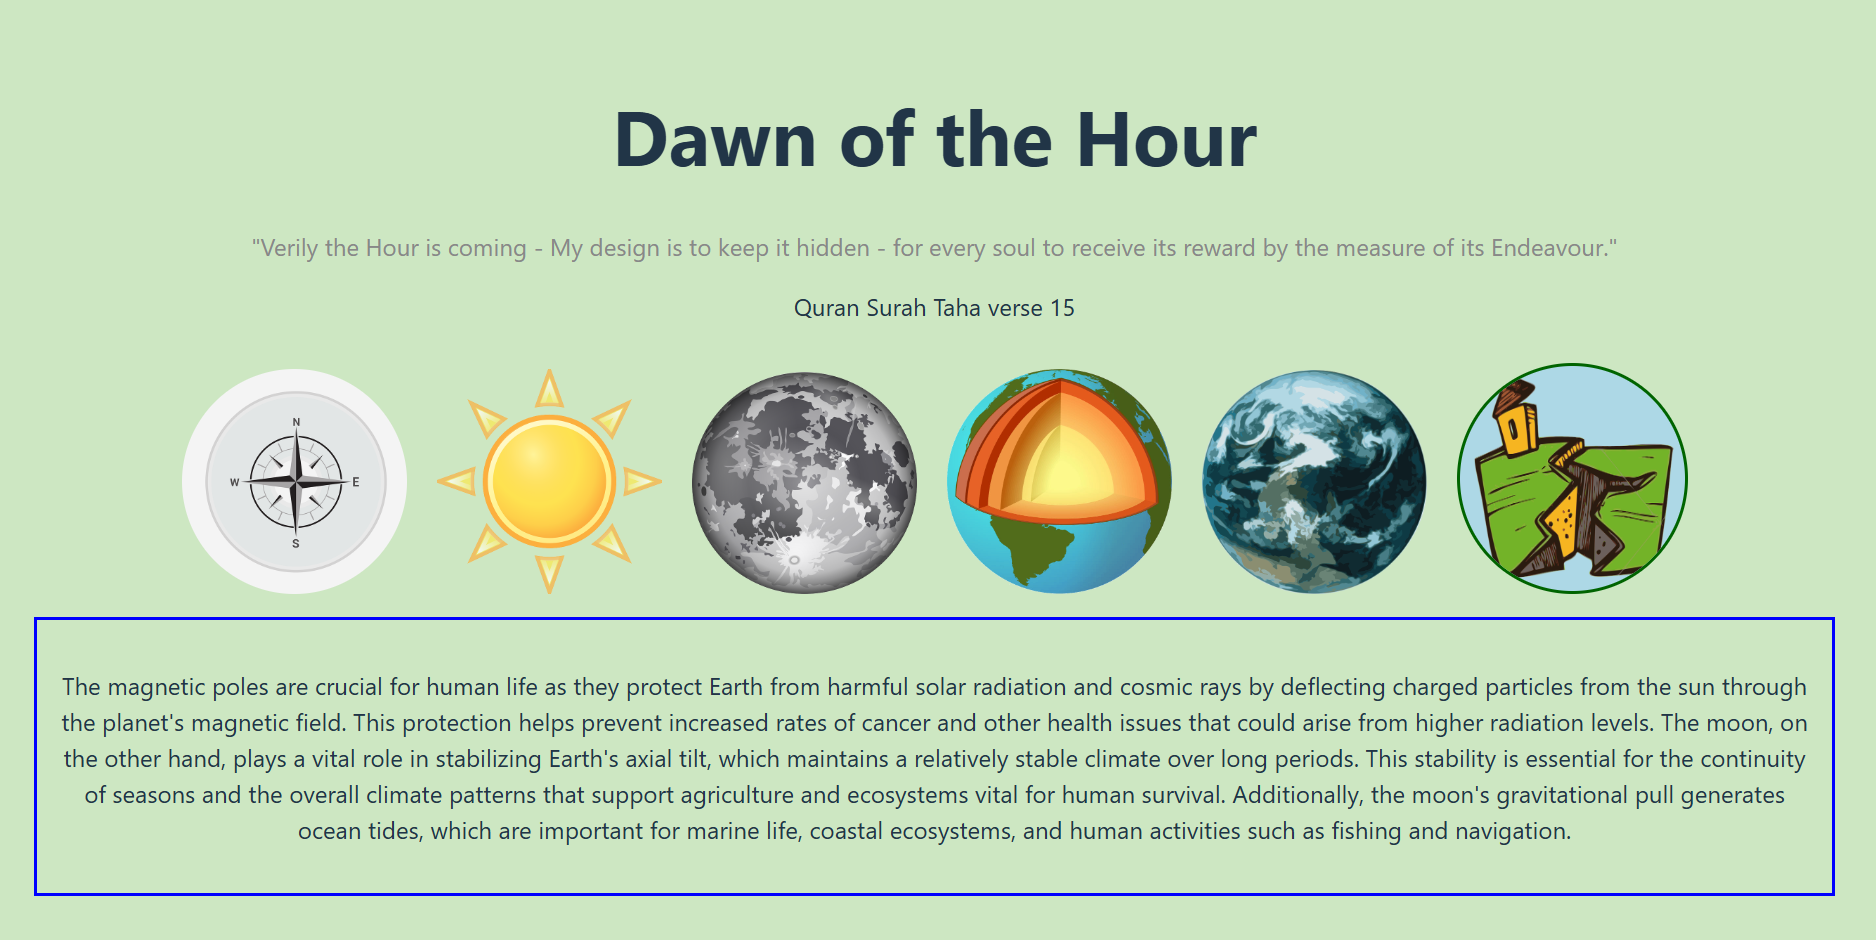 Dawn of the Hour
"Verily the Hour is coming - My design is to keep it hidden - for every soul to receive its reward by the measure of its Endeavour."
Quran Surah Taha verse 15
N
W E
S
The magnetic poles are crucial for human life as they protect Earth from harmful solar radiation and cosmic rays by deflecting charged particles from the sun through
the planet's magnetic field. This protection helps prevent increased rates of cancer and other health issues that could arise from higher radiation levels. The moon, on
the other hand, plays a vital role in stabilizing Earth's axial tilt, which maintains a relatively stable climate over long periods. This stability is essential for the continuity
of seasons and the overall climate patterns that support agriculture and ecosystems vital for human survival. Additionally, the moon's gravitational pull generates
ocean tides, which are important for marine life, coastal ecosystems, and human activities such as fishing and navigation.